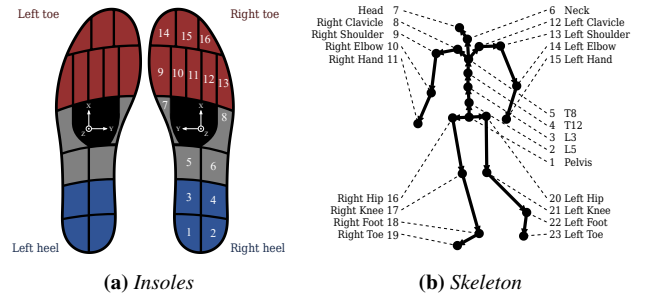 Left toe
Right toe
14 15 16
9 10 11 12 13
7 8
X
Z Y
X
Y Z
5 6
3 4
1 2
Left heel
Right heel
(a) Insoles
Head 7
Right Clavicle 8
Right Shoulder 9
Right Elbow 10
Right Hand 11
6 Neck
12 Left Clavicle
13 Left Shoulder
14 Left Elbow
15 Left Hand
5 T8
4 T12
3 L3
2 L5
1 Pelvis
Right Hip 16
Right Knee 17
Right Foot 18
Right Toe 19
20 Left Hip
21 Left Knee
22 Left Foot
23 Left Toe
(b) Skeleton